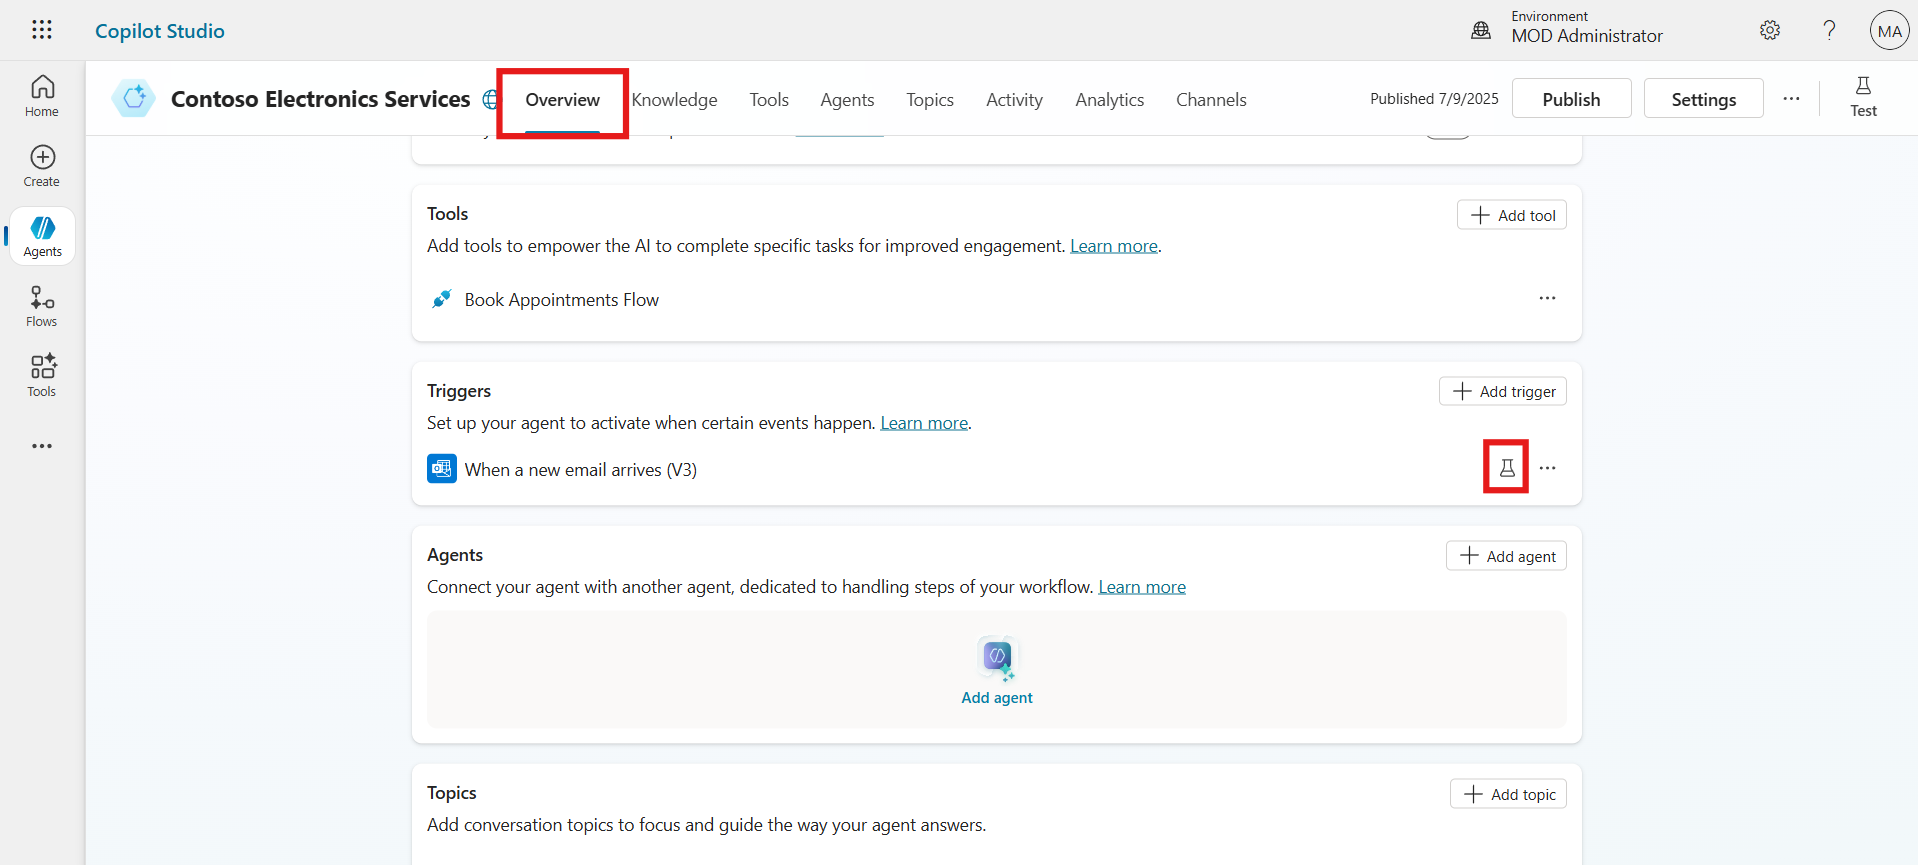 Copilot Studio
Environment
MOD Administrator
?
MA
Home
Create
Agents
Flows
Tools
Contoso Electronics Services
Overview
Knowledge
Tools
Agents
Topics
Activity
Analytics
Channels
Published 7/9/2025
Publish
Settings
Test
Tools
Add tool
Add tools to empower the AI to complete specific tasks for improved engagement. Learn more.
Book Appointments Flow
Triggers
Add trigger
Set up your agent to activate when certain events happen. Learn more.
When a new email arrives (V3)
Agents
Add agent
Connect your agent with another agent, dedicated to handling steps of your workflow. Learn more
Add agent
Topics
Add topic
Add conversation topics to focus and guide the way your agent answers.